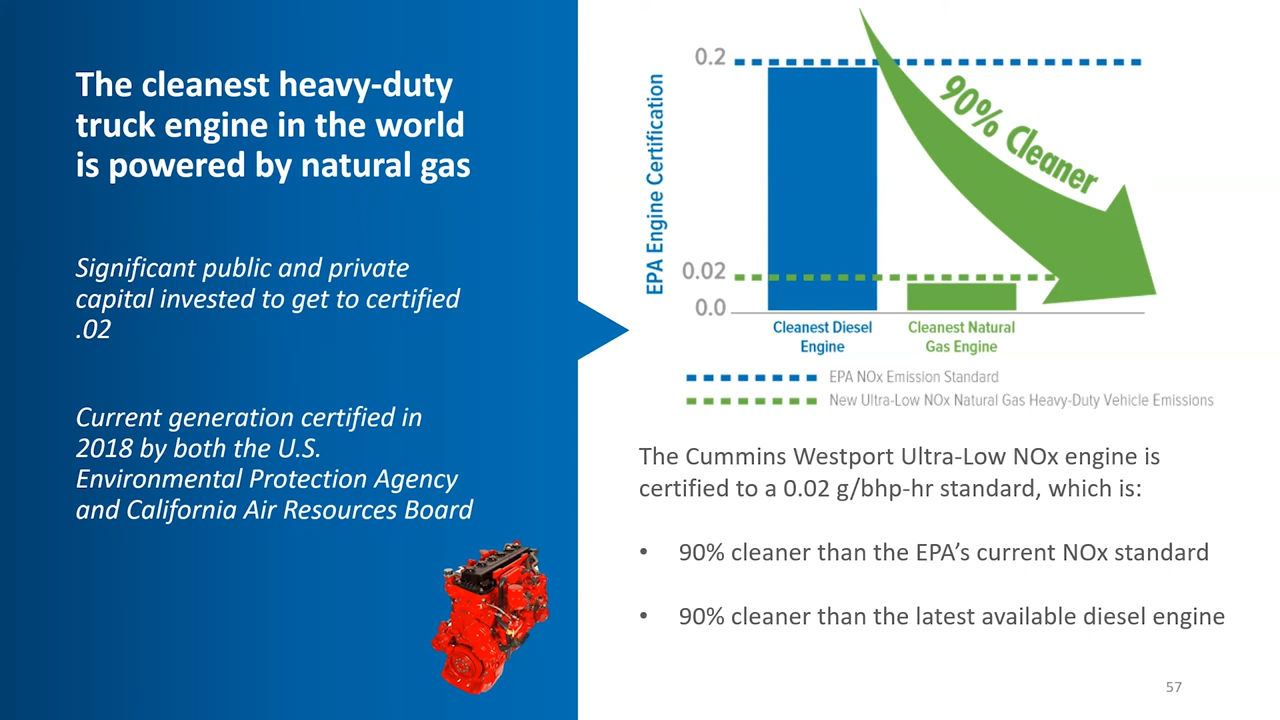 The cleanest heavy-duty
truck engine in the world
is powered by natural gas
Significant public and private
capital invested to get to certified
.02
Current generation certified in
2018 by both the U.S.
Environmental Protection Agency
and California Air Resources Board
EPA Engine Certification
0.2
0.02
0.0
90% Cleaner
Cleanest Diesel
Engine
Cleanest Natural
Gas Engine
EPA NOx Emission Standard
New Ultra-Low NOx Natural Gas Heavy-Duty Vehicle Emissions
The Cummins Westport Ultra-Low NOx engine is
certified to a 0.02 g/bhp-hr standard, which is:
• 90% cleaner than the EPA’s current NOx standard
• 90% cleaner than the latest available diesel engine
57